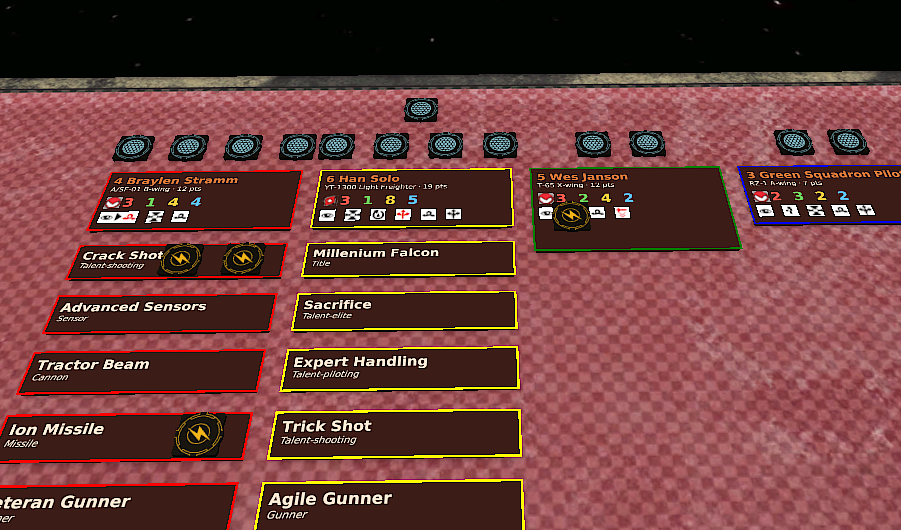 4 Braylen Stramm
A/SF-01 B-wing · 12 pts
3 1 4 4
Crack Shot
Talent-shooting
Advanced Sensors
Sensor
Tractor Beam
Cannon
Ion Missile
Missile
eteran Gunner
6 Han Solo
YT-1300 Light Freighter · 19 pts
3 1 8 5
Millenium Falcon
Title
Sacrifice
Talent-elite
Expert Handling
Talent-piloting
Trick Shot
Talent-shooting
Agile Gunner
Gunner
5 Wes Janson
T-65 X-wing · 12 pts
3 2 4 2
3 Green Squadron Pilo
RZ-1 A-wing · 7 pts
2 3 2 2